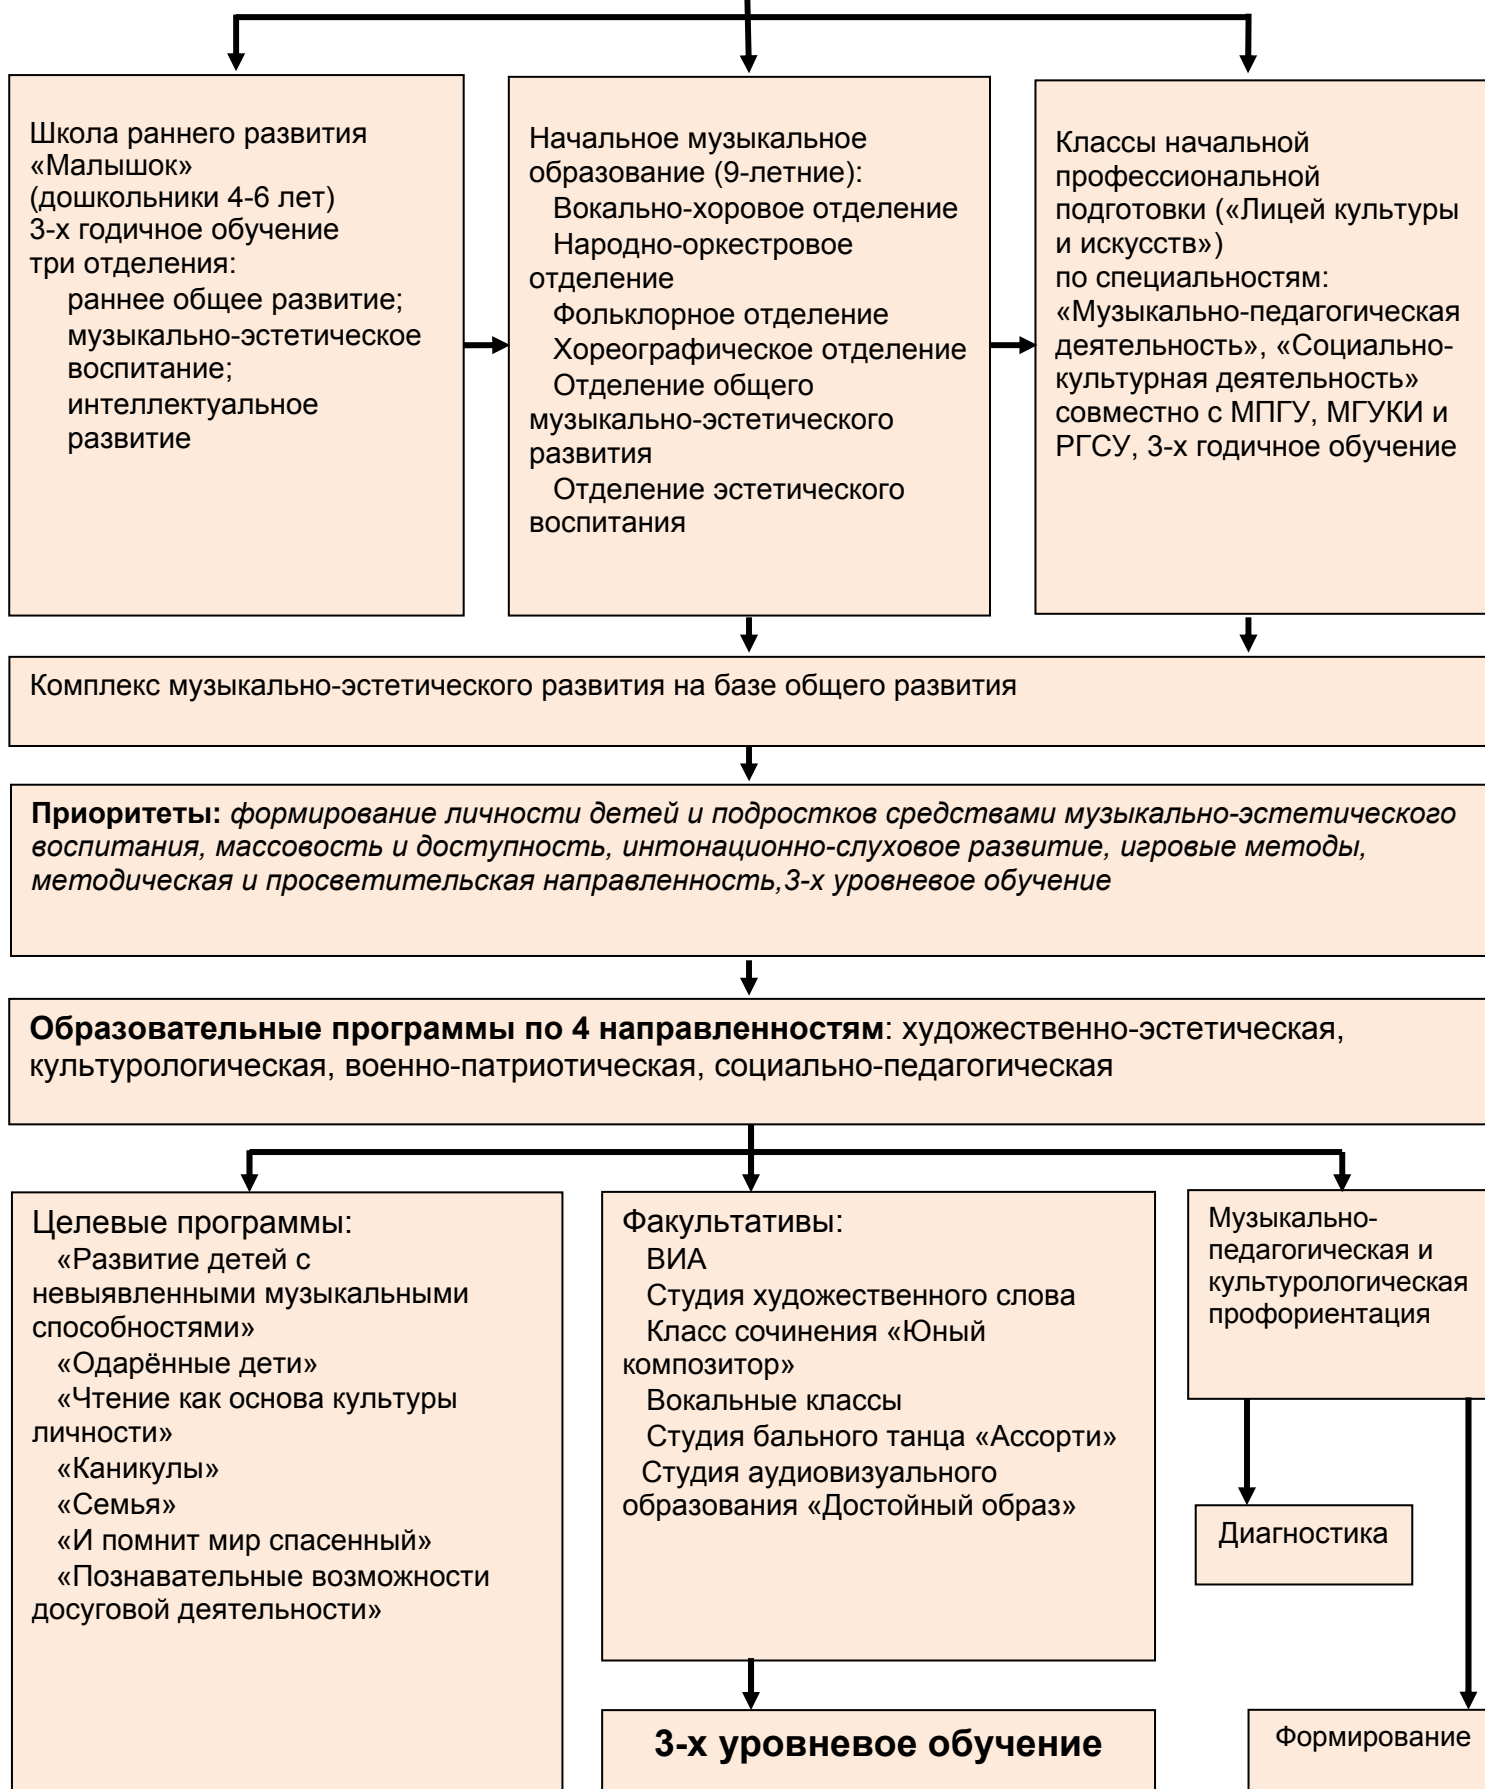 Школа раннего развития
«Малышок»
(дошкольники 4-6 лет)
3-х годичное обучение
три отделения:
раннее общее развитие;
музыкально-эстетическое
воспитание;
интеллектуальное
развитие
Начальное музыкальное
образование (9-летние):
Вокально-хоровое отделение
Народно-оркестровое
отделение
Фольклорное отделение
Хореографическое отделение
Отделение общего
музыкально-эстетического
развития
Отделение эстетического
воспитания
Классы начальной
профессиональной
подготовки («Лицей культуры
и искусств»)
по специальностям:
«Музыкально-педагогическая
деятельность», «Социально-
культурная деятельность»
совместно с МПГУ, МГУКИ и
РГСУ, 3-х годичное обучение
Комплекс музыкально-эстетического развития на базе общего развития
Приоритеты: формирование личности детей и подростков средствами музыкально-эстетического
воспитания, массовость и доступность, интонационно-слуховое развитие, игровые методы,
методическая и просветительская направленность,3-х уровневое обучение
Образовательные программы по 4 направленностям: художественно-эстетическая,
культурологическая, военно-патриотическая, социально-педагогическая
Целевые программы:
«Развитие детей с
невыявленными музыкальными
способностями»
«Одарённые дети»
«Чтение как основа культуры
личности»
«Каникулы»
«Семья»
«И помнит мир спасенный»
«Познавательные возможности
досуговой деятельности»
Факультативы:
ВИА
Студия художественного слова
Класс сочинения «Юный
композитор»
Вокальные классы
Студия бального танца «Ассорти»
Студия аудиовизуального
образования «Достойный образ»
Музыкально-
педагогическая и
культурологическая
профориентация
Диагностика
3-х уровневое обучение
Формирование